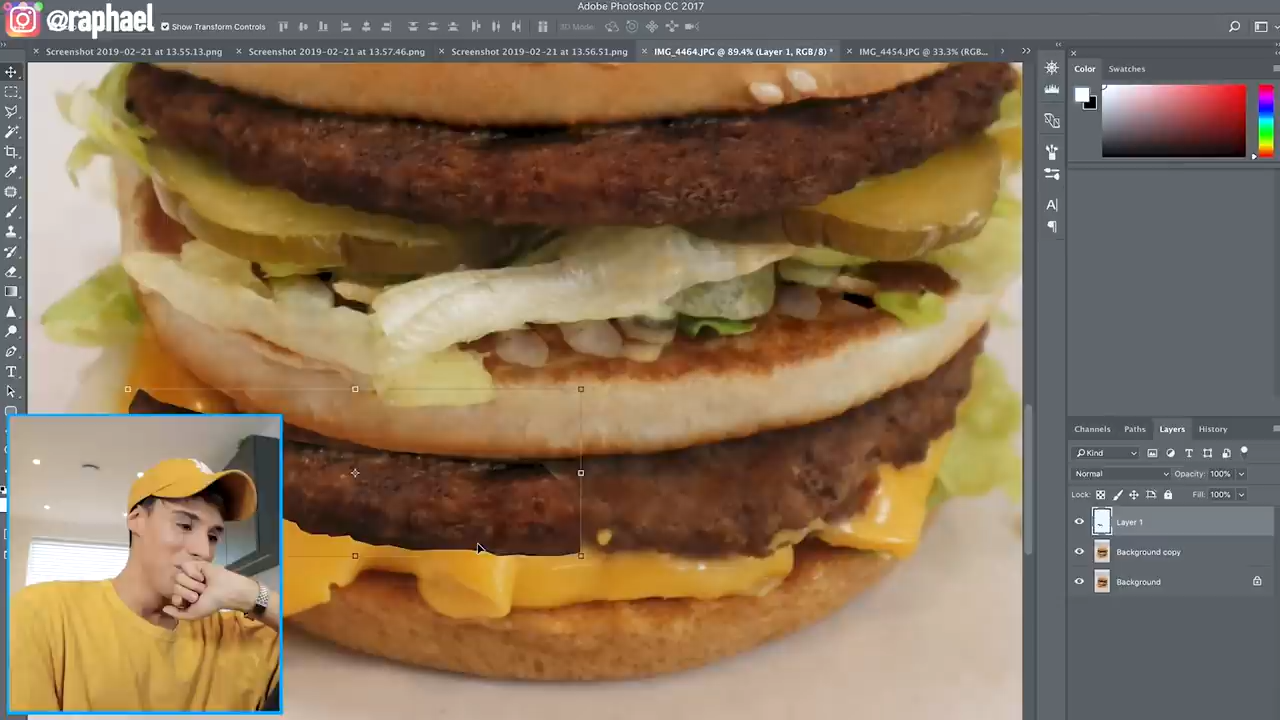 Adobe Photoshop CC 2017
@raphael
Show Transform Controls
3D Mode:
Screenshot 2019-02-21 at 13.55.13.png
Screenshot 2019-02-21 at 13.57.46.png
Screenshot 2019-02-21 at 13.56.51.png
IMG_4464.JPG @ 89.4% (Layer 1, RGB/8) *
IMG_4454.JPG @ 33.3% (RGB...
Color
Swatches
Channels
Paths
Layers
History
Kind
Normal
Opacity: 100%
Lock:
Fill: 100%
Layer 1
Background copy
Background